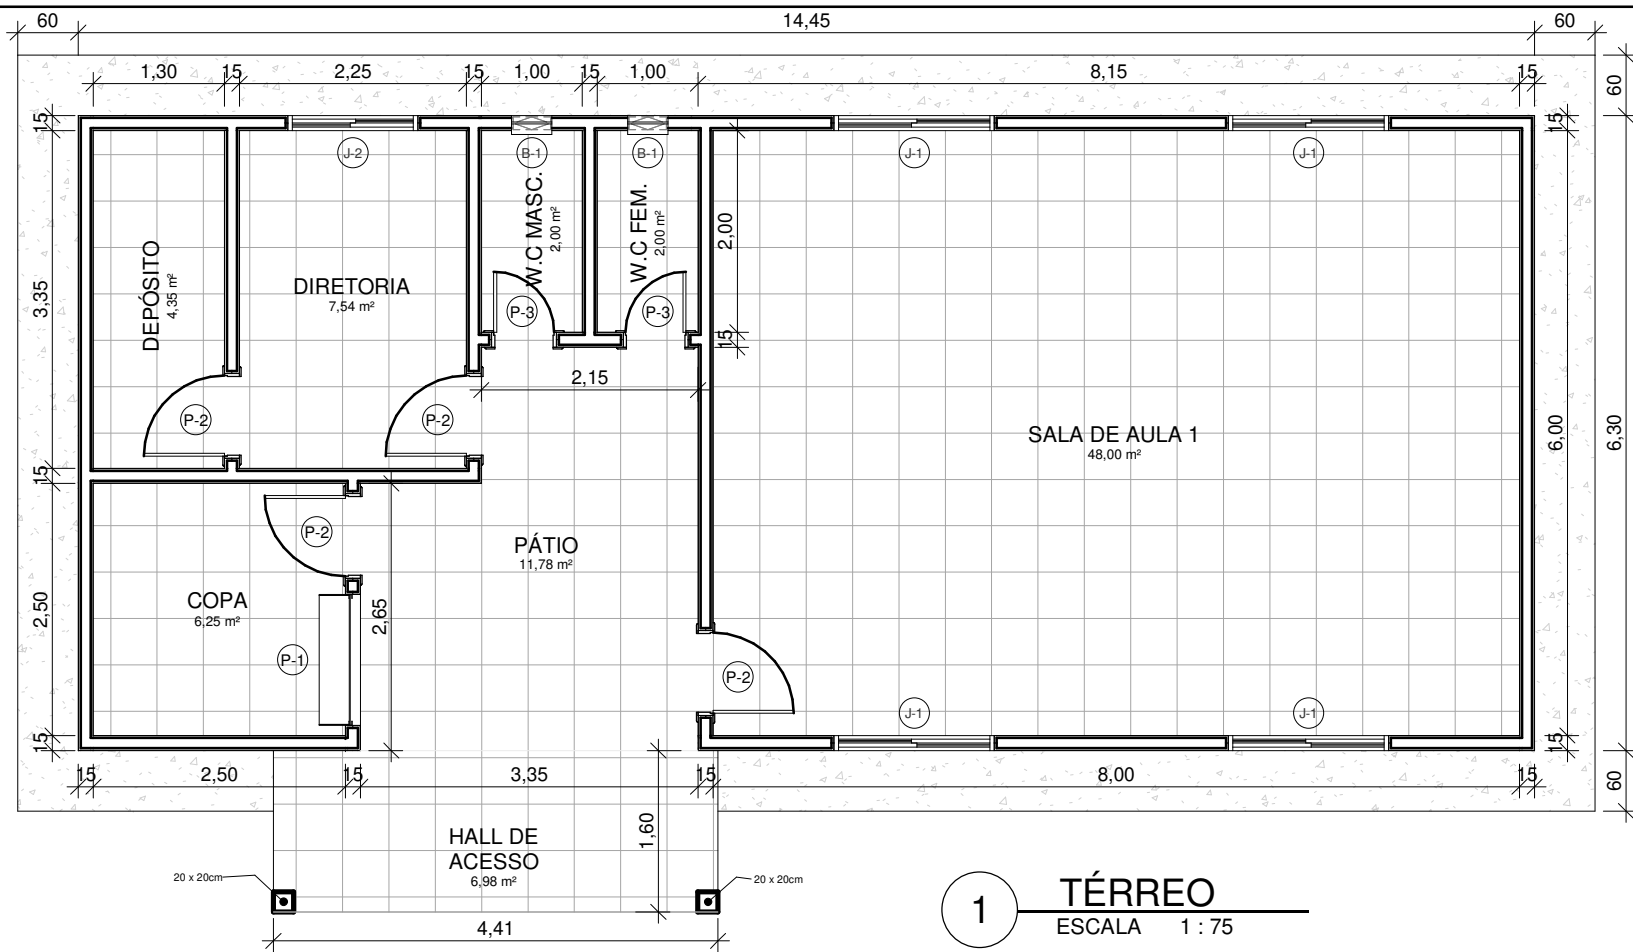 60
14,45
60
1,30
15
2,25
15
1,00
15
1,00
8,15
15
60
15
15
J-2
B-1
B-1
J-1
J-1
W.C MASC.
2,00 m²
W.C FEM.
2,00 m²
2,00
DEPÓSITO
4,35 m²
DIRETORIA
7,54 m²
3,35
P-3
P-3
15
2,15
P-2
P-2
SALA DE AULA 1
48,00 m²
6,00
6,30
15
P-2
PÁTIO
11,78 m²
COPA
6,25 m²
2,50
2,65
P-1
P-2
J-1
J-1
15
15
15
2,50
15
3,35
15
8,00
15
60
HALL DE
ACESSO
6,98 m²
1,60
20 x 20cm
20 x 20cm
4,41
1
TÉRREO
ESCALA 1 : 75